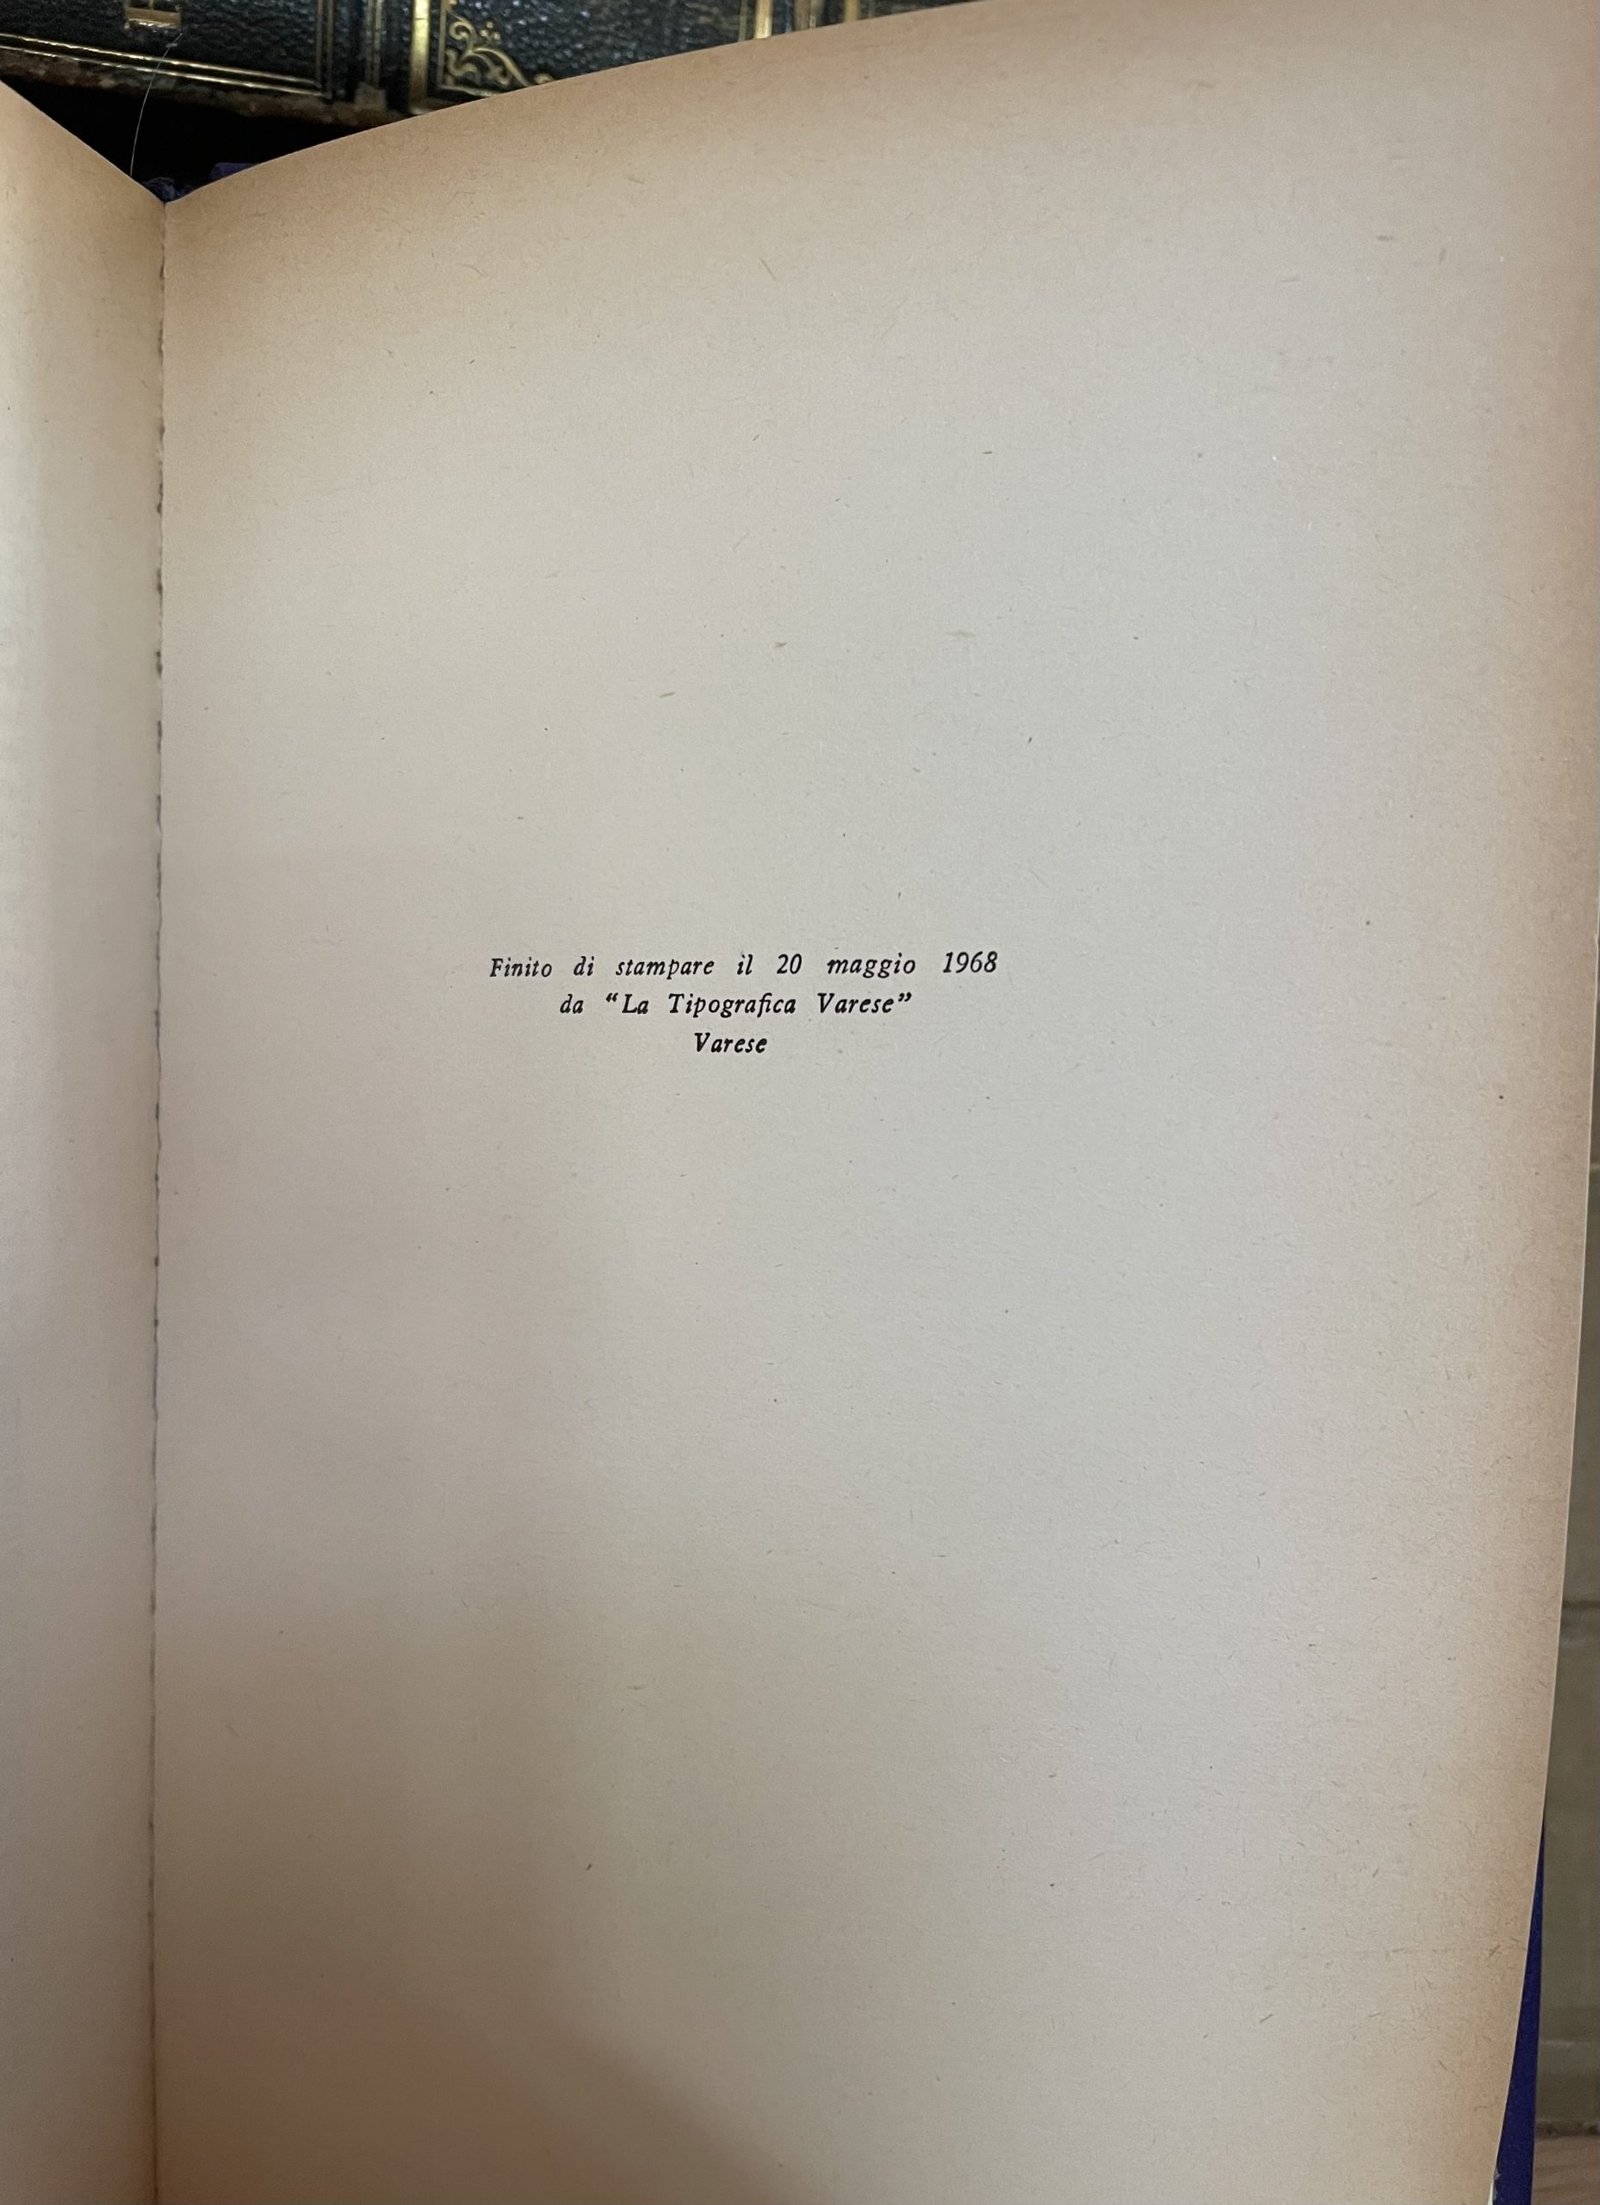 Finito di stampare il 20 maggio 1968
da “La Tipografica Varese”
Varese